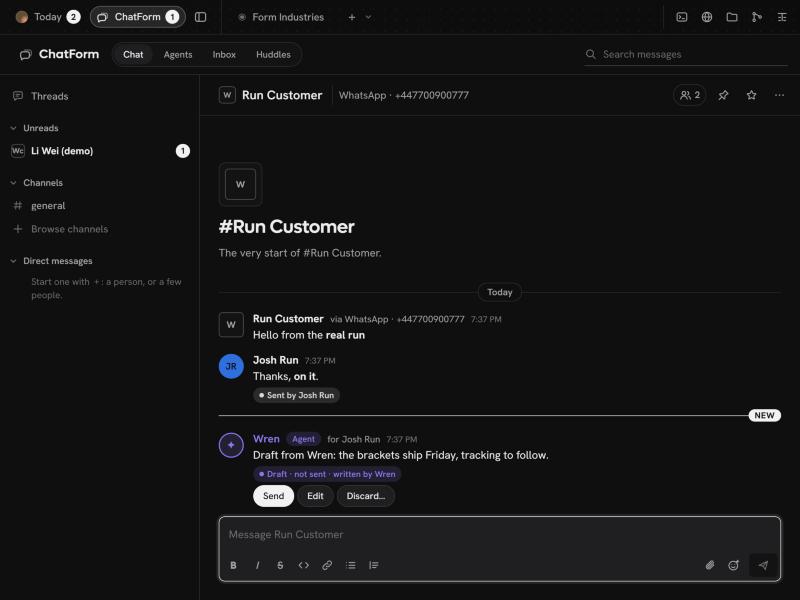 Today 2
ChatForm 1
Form Industries
ChatForm
Chat
Agents
Inbox
Huddles
Search messages
Threads
Unreads
Wc Li Wei (demo) 1
Channels
# general
+ Browse channels
Direct messages
Start one with + : a person, or a few
people.
W Run Customer
WhatsApp · +447700900777
2
W
#Run Customer
The very start of #Run Customer.
Today
W
Run Customer via WhatsApp · +447700900777 7:37 PM
Hello from the real run
JR
Josh Run 7:37 PM
Thanks, on it.
Sent by Josh Run
NEW
Wren Agent for Josh Run 7:37 PM
Draft from Wren: the brackets ship Friday, tracking to follow.
Draft · not sent · written by Wren
Send
Edit
Discard...
Message Run Customer
B I S